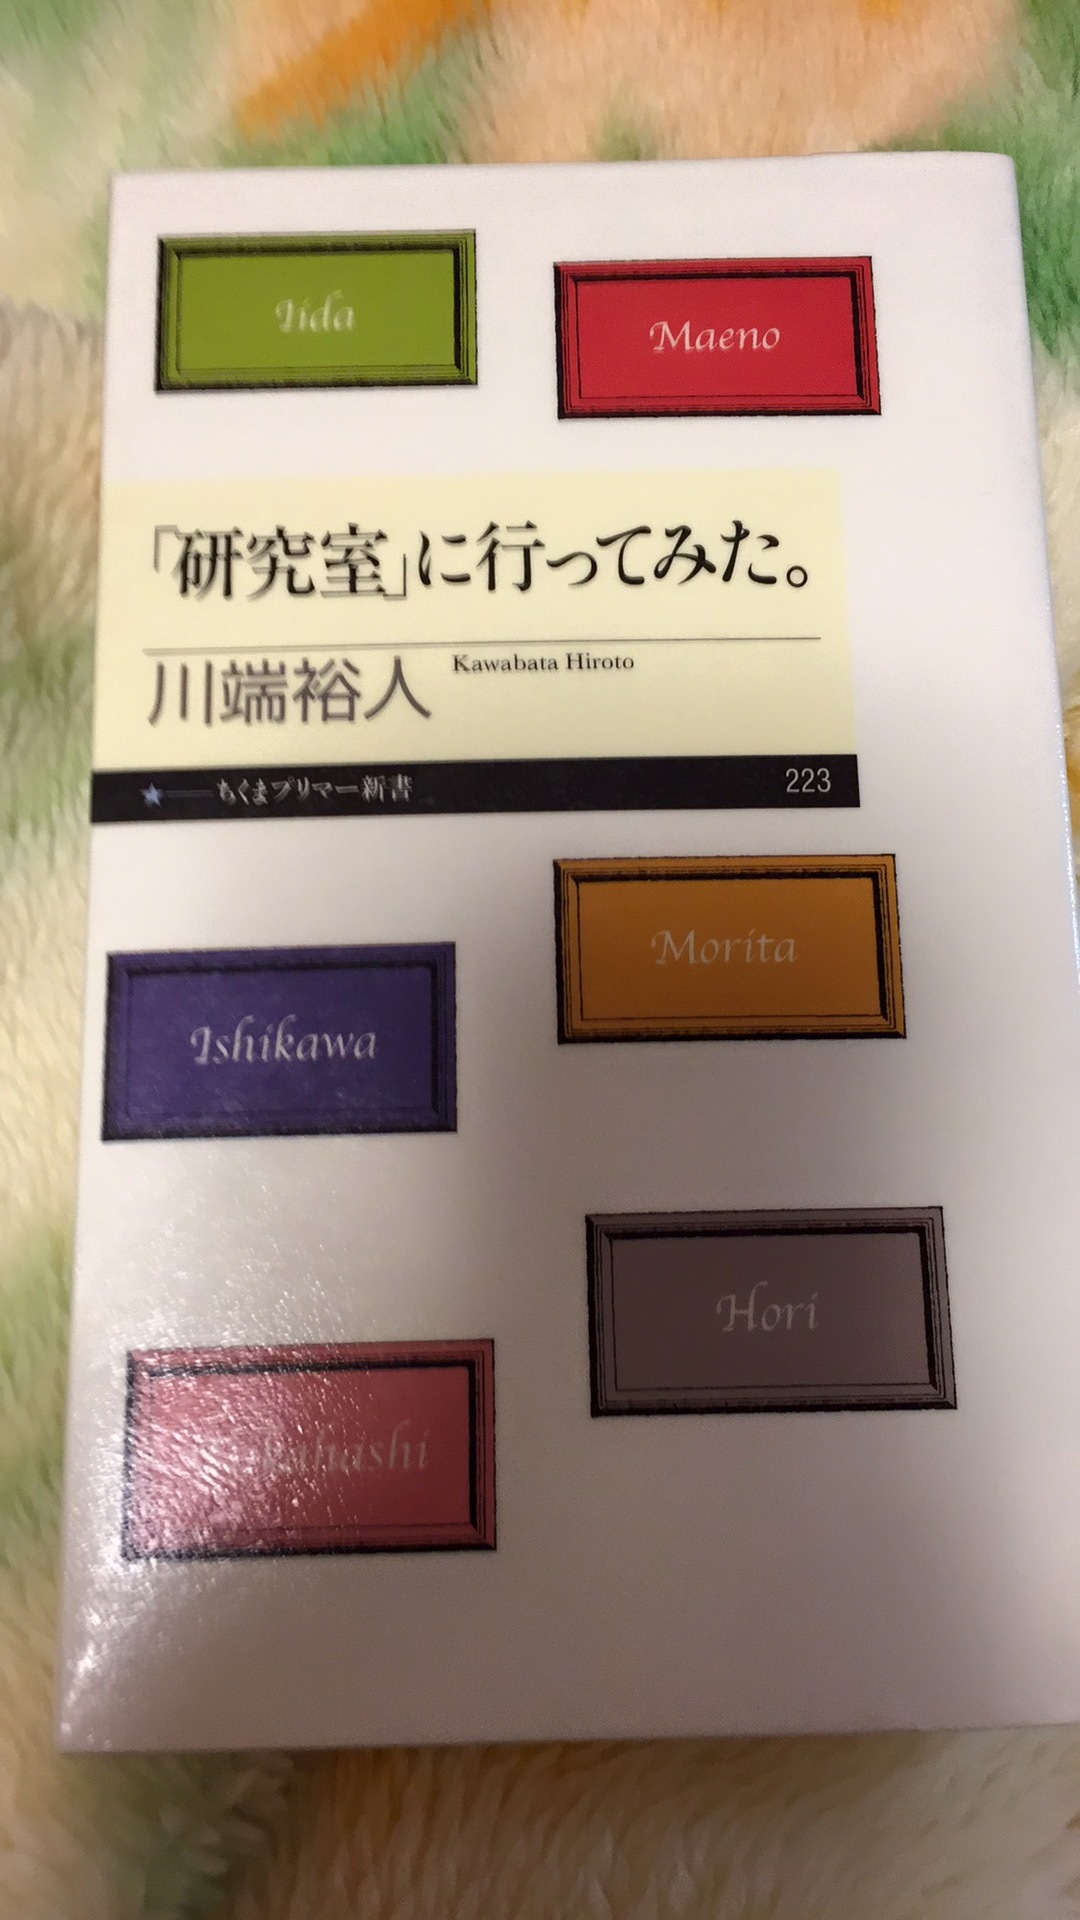 Iida
Maeno
「研究室」に行ってみた。
川端裕人
Kawabata Hiroto
ちくまプリマー新書
223
Morita
Ishikawa
Hori
Takahashi